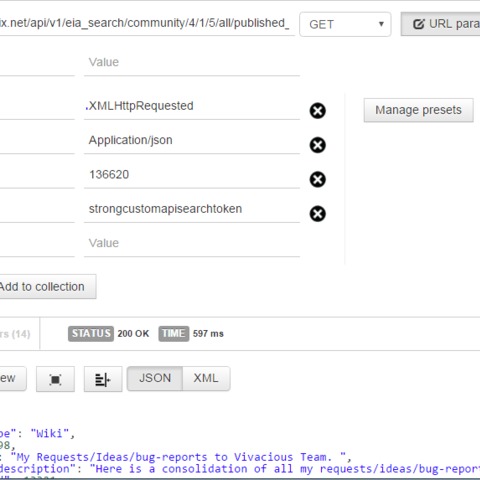 ix.net/api/v1/eia_search/community/4/1/5/all/published_ GET URL para
Value
.XMLHttpRequested
Manage presets
Application/json
136620
strongcustomapisearchtoken
Value
Add to collection
rs (14) STATUS 200 OK TIME 597 ms
ew JSON XML
pe": "Wiki",
98,
: "My Requests/Ideas/bug-reports to Vivacious Team. ",
description": "Here is a consolidation of all my requests/ideas/bug-report